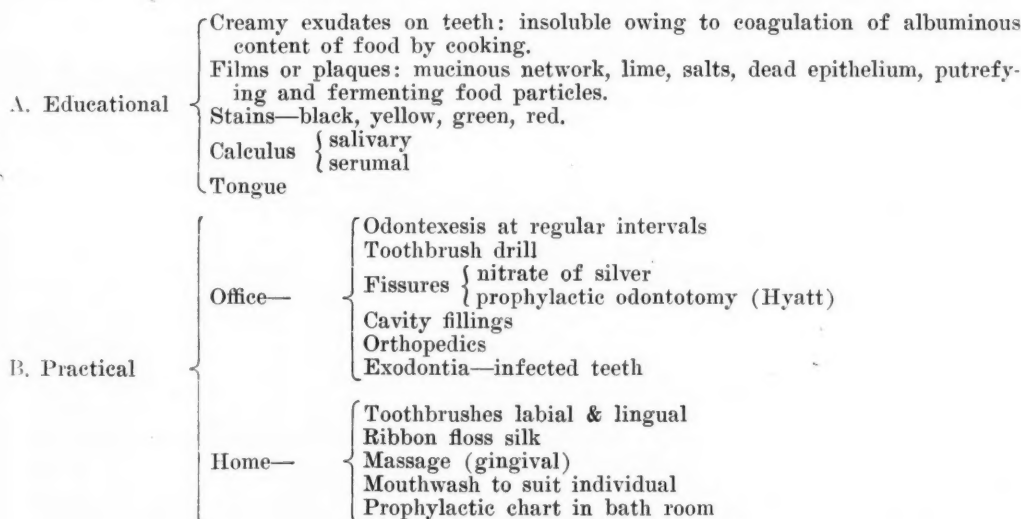 Creamy exudates on teeth: insoluble owing to coagulation of albuminous
content of food by cooking.
Films or plaques: mucinous network, lime, salts, dead epithelium, putrefy-
ing and fermenting food particles.
A. Educational
Stains—black, yellow, green, red.
Calculus
salivary
serumal
Tongue
B. Practical
Office—
Odontexesis at regular intervals
Toothbrush drill
Fissures
nitrate of silver
prophylactic odontotomy (Hyatt)
Cavity fillings
Orthopedics
Exodontia—infected teeth
Home—
Toothbrushes labial & lingual
Ribbon floss silk
Massage (gingival)
Mouthwash to suit individual
Prophylactic chart in bath room